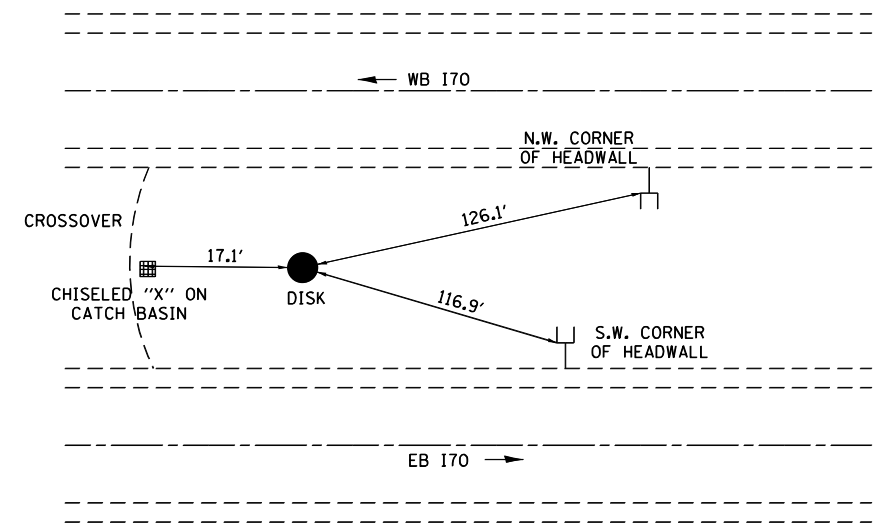 WB I70
N.W. CORNER
OF HEADWALL
126.1'
CROSSOVER
17.1'
CHISELED "X" ON
CATCH BASIN
DISK
116.9'
S.W. CORNER
OF HEADWALL
EB I70